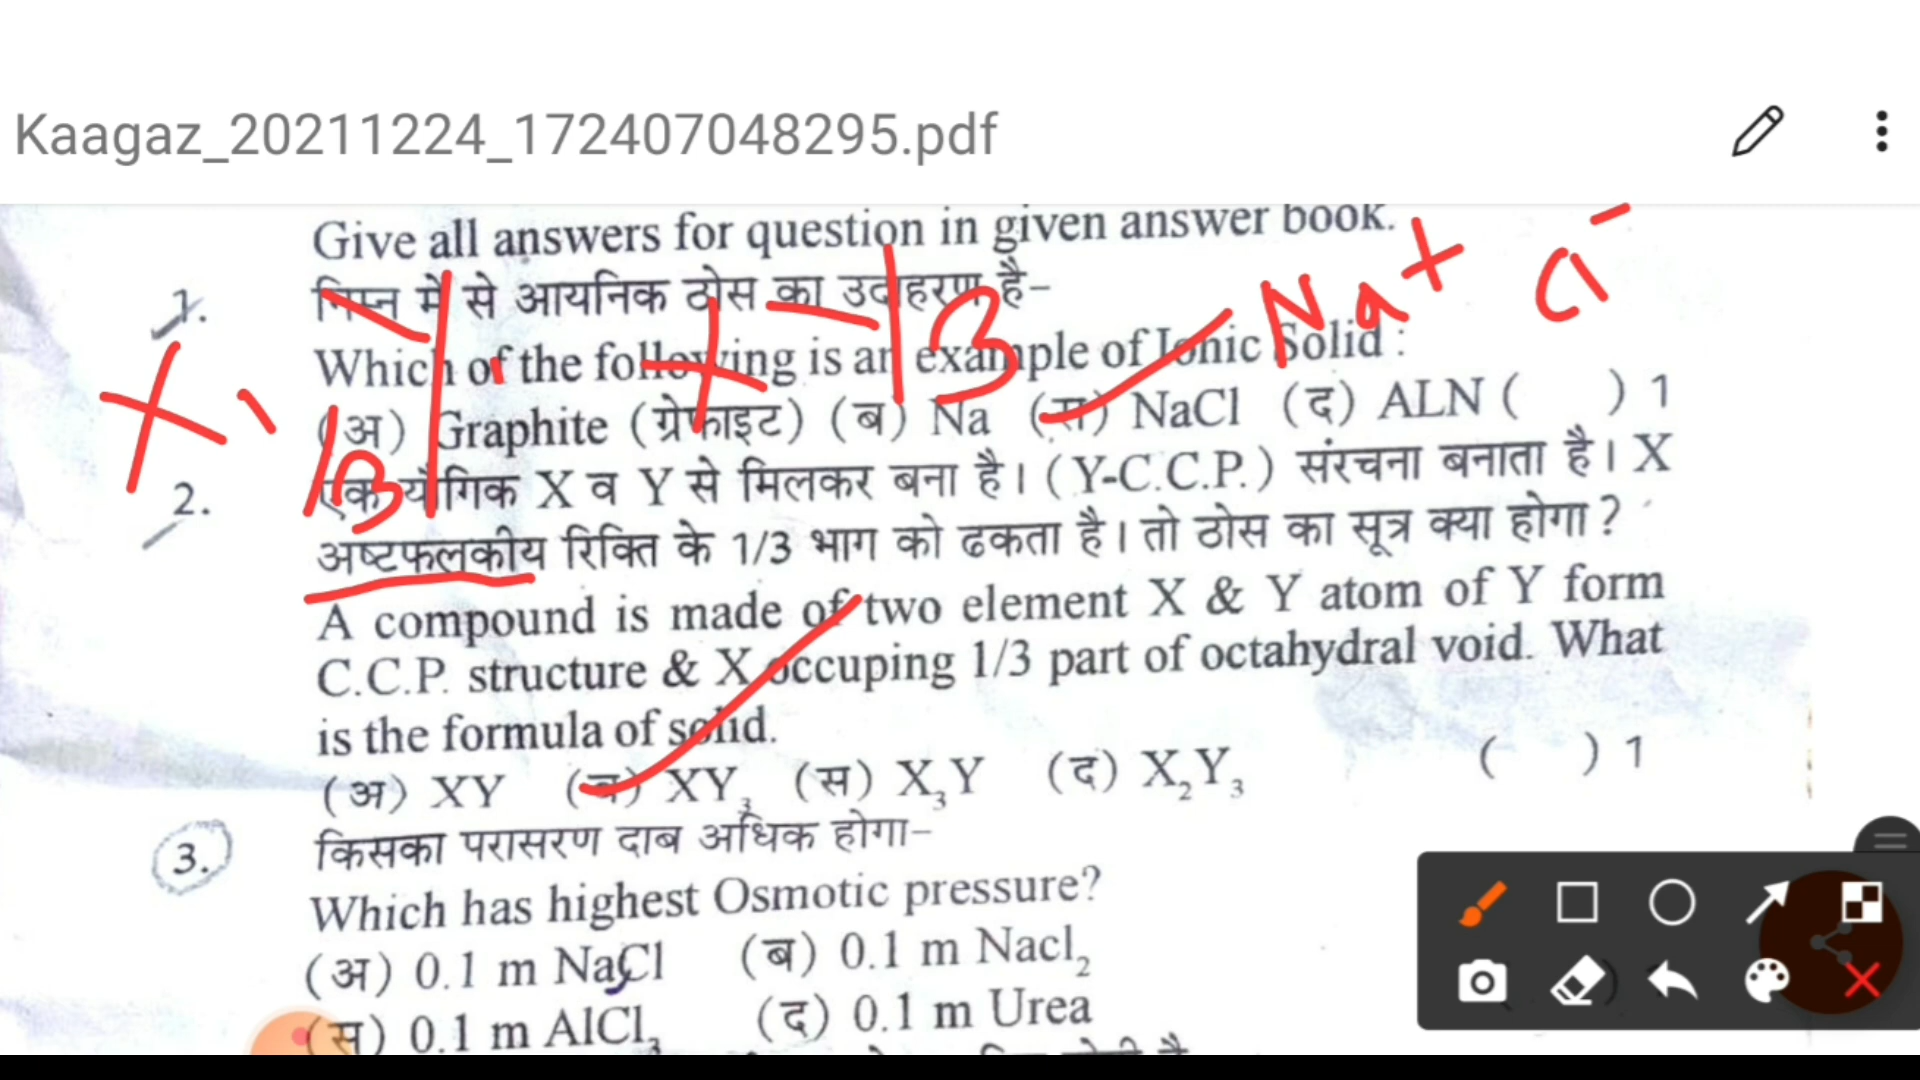 Kaagaz_20211224_172407048295.pdf
Give all answers for question in given answer book.
1. निम्न में से आयनिक ठोस का उदाहरण है-
Which of the following is an example of Ionic Solid :
(अ) Graphite (ग्रेफाइट) (ब) Na (स) NaCl (द) ALN ( ) 1
2. एक यौगिक X व Y से मिलकर बना है। (Y-C.C.P.) संरचना बनाता है। X
अष्टफलकीय रिक्ति के 1/3 भाग को ढकता है। तो ठोस का सूत्र क्या होगा?
A compound is made of two element X & Y atom of Y form
C.C.P. structure & X occuping 1/3 part of octahydral void. What
is the formula of solid.
(अ) XY (ब) XY₃ (स) X₃Y (द) X₂Y₃ ( ) 1
3. किसका परासरण दाब अधिक होगा-
Which has highest Osmotic pressure?
(अ) 0.1 m NaCl (ब) 0.1 m Nacl₂
(स) 0.1 m AlCl₃ (द) 0.1 m Urea
Na+ Cl-